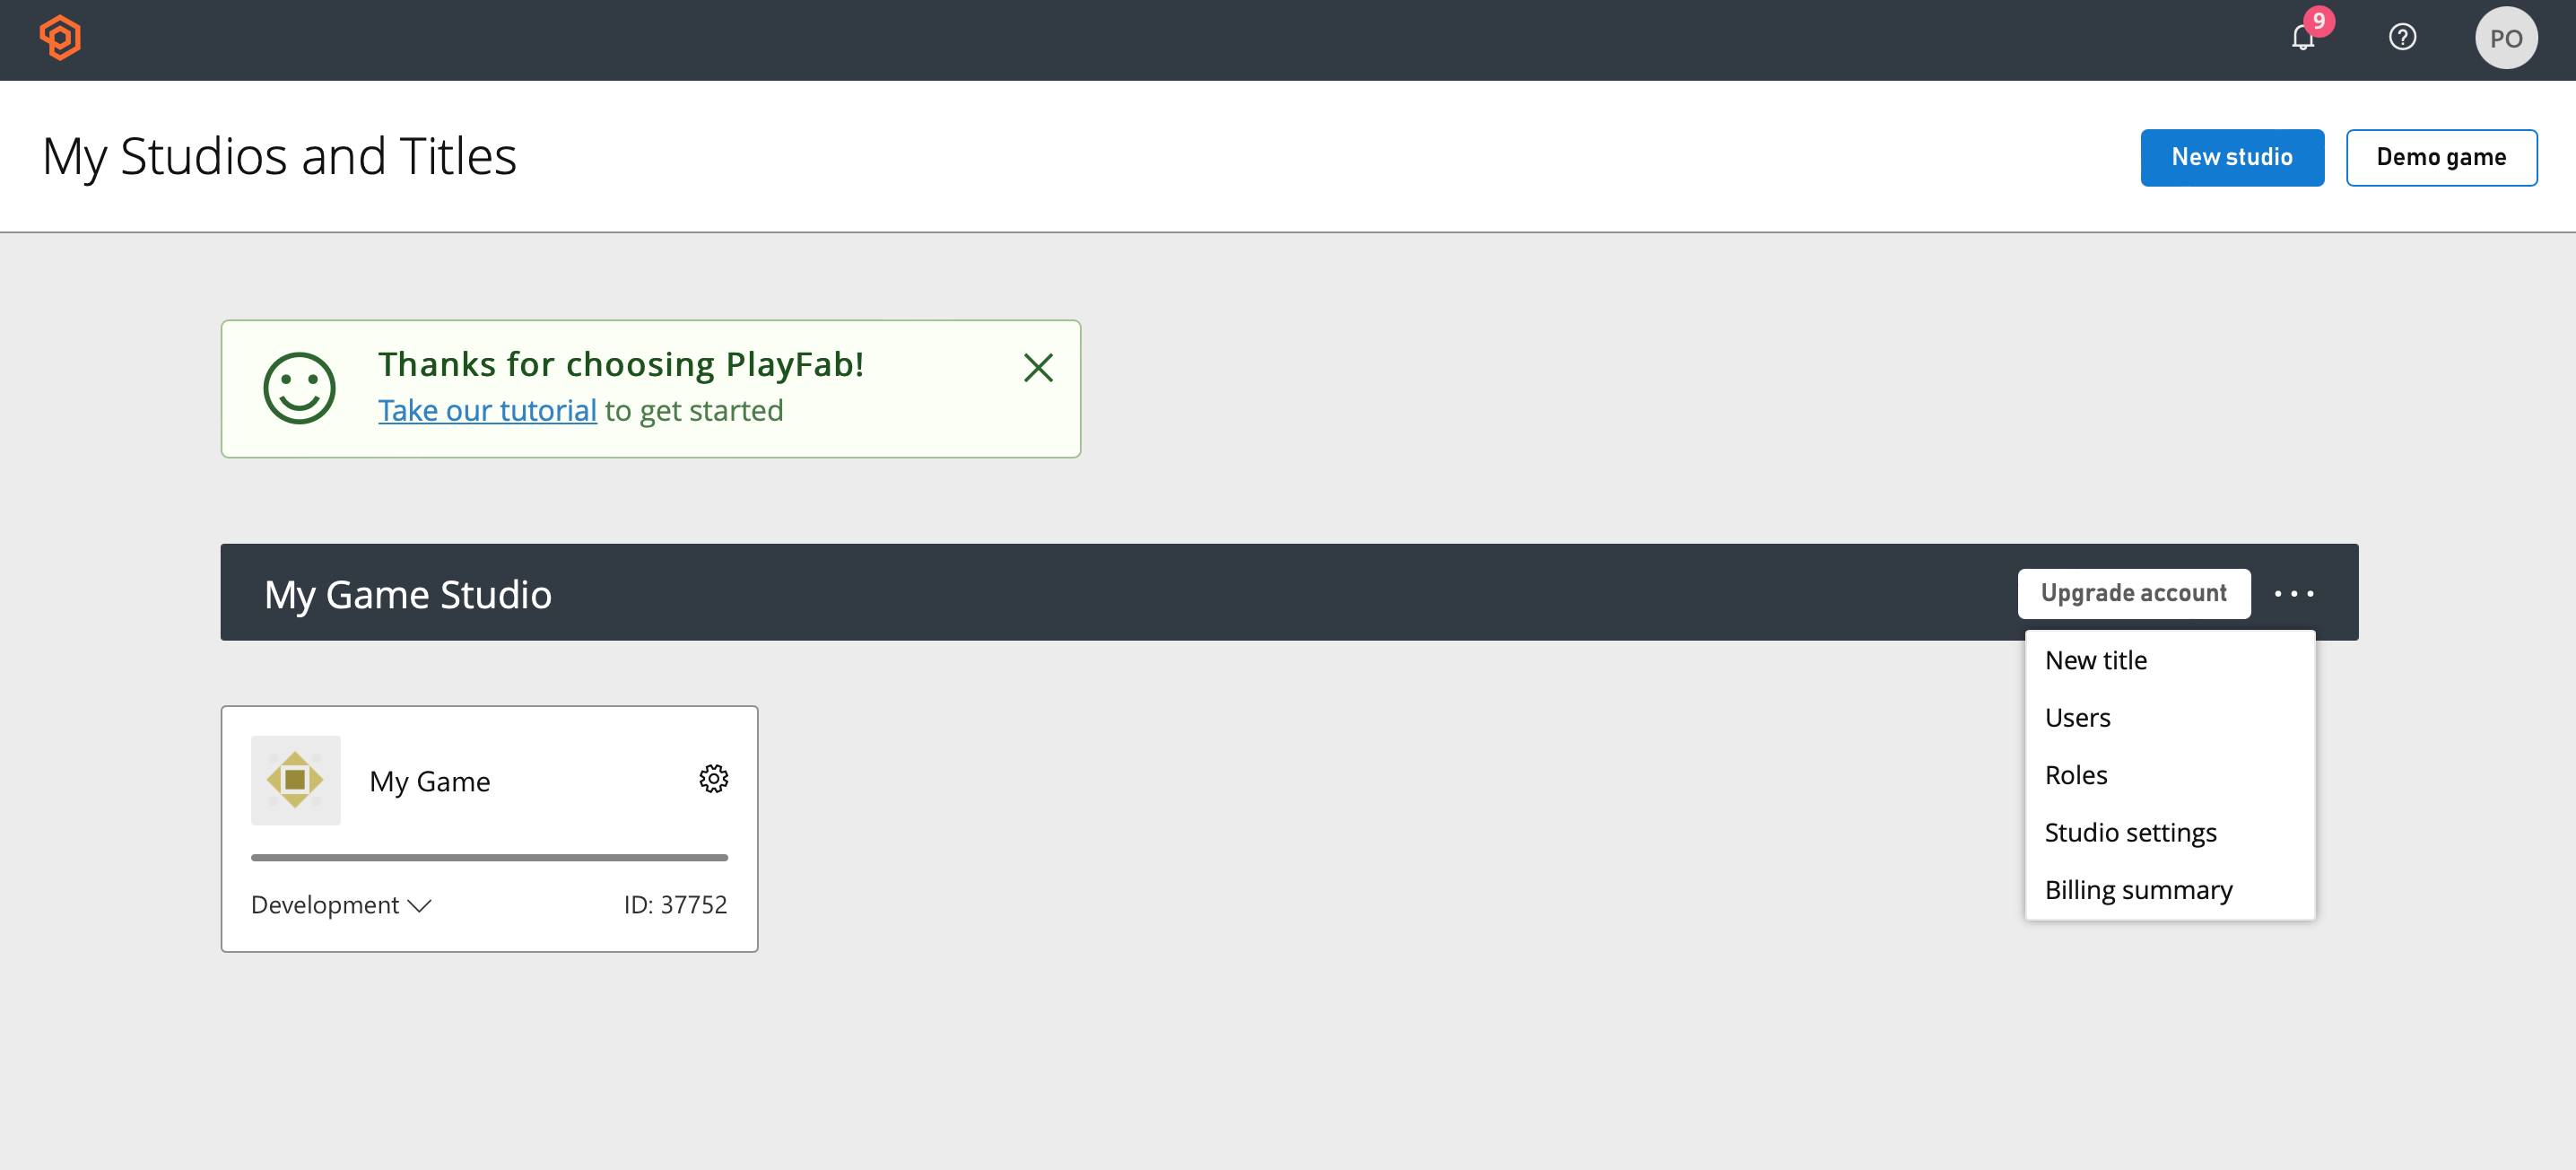 9
PO
My Studios and Titles
New studio
Demo game
Thanks for choosing PlayFab!
Take our tutorial to get started
My Game Studio
Upgrade account
New title
Users
Roles
Studio settings
Billing summary
My Game
Development
ID: 37752